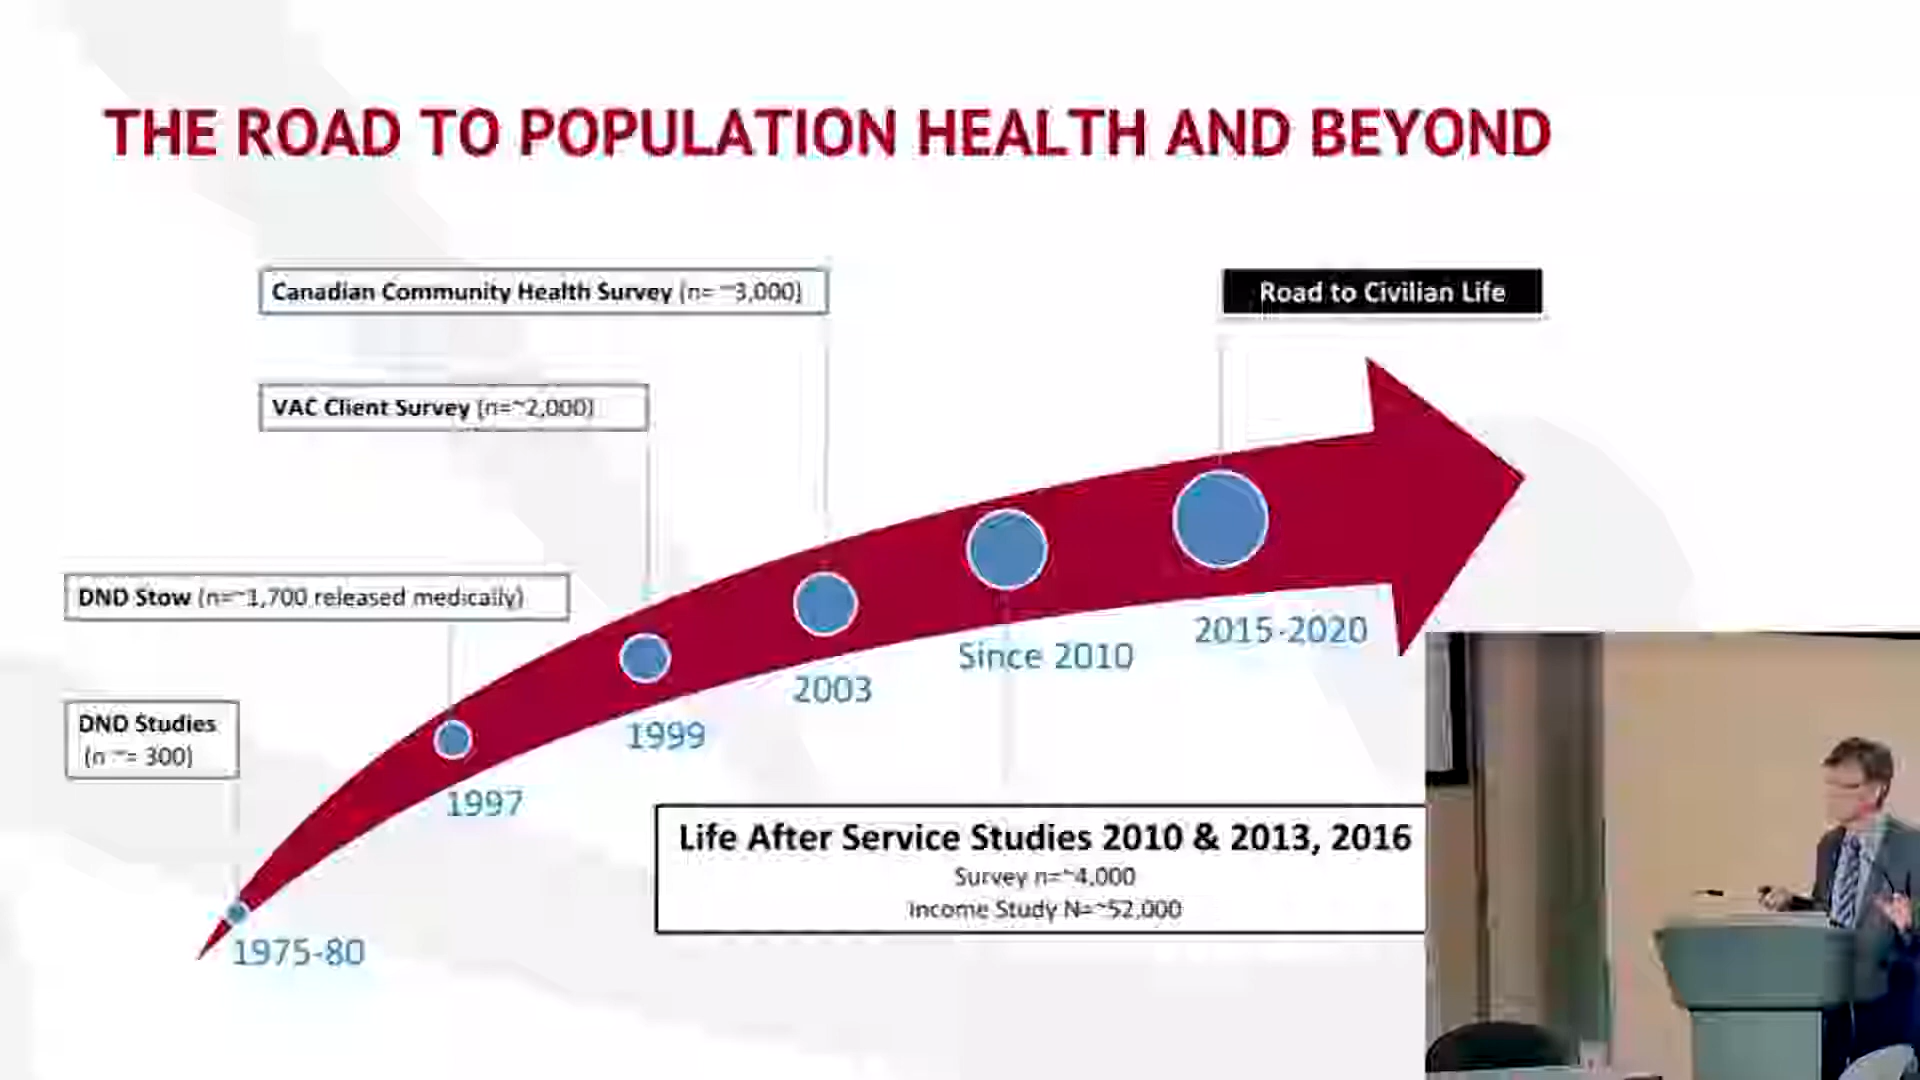 THE ROAD TO POPULATION HEALTH AND BEYOND
Canadian Community Health Survey (n= ~3,000)
Road to Civilian Life
VAC Client Survey (n=~2,000)
DND Stow (n=~1,700 released medically)
DND Studies
(n ~= 300)
2015-2020
Since 2010
2003
1999
1997
1975-80
Life After Service Studies 2010 & 2013, 2016
Survey n=~4,000
Income Study N=~52,000